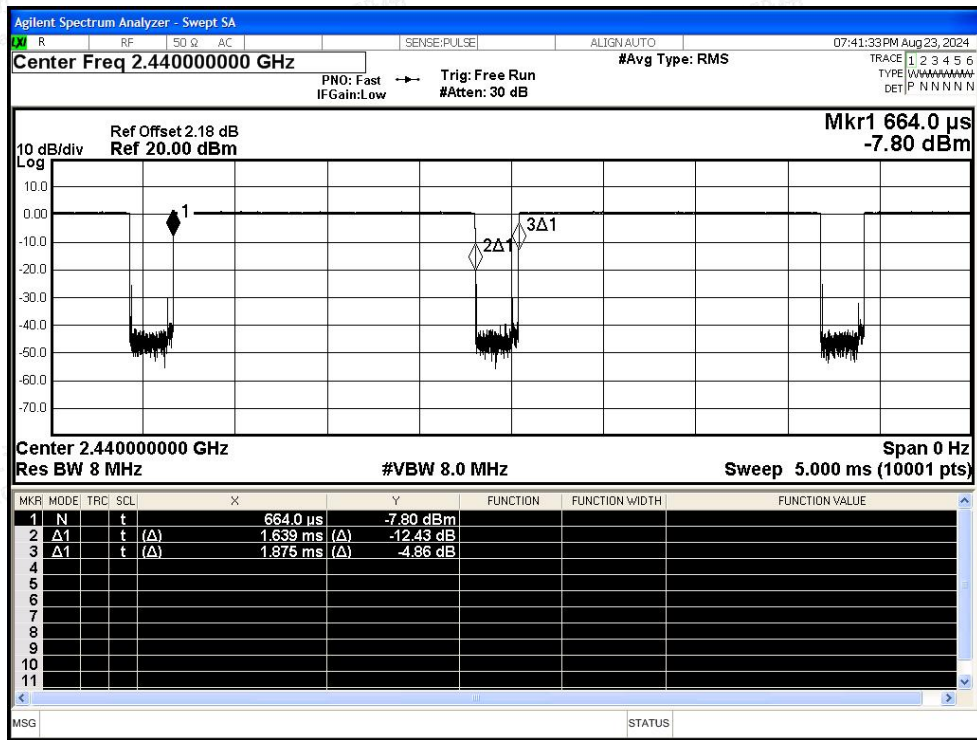 Agilent Spectrum Analyzer - Swept SA
LXI R RF 50 Ω AC SENSE:PULSE ALIGN AUTO 07:41:33 PM Aug 23, 2024
Center Freq 2.440000000 GHz #Avg Type: RMS TRACE 1 2 3 4 5 6
PNO: Fast Trig: Free Run TYPE WWWWWW
IFGain:Low #Atten: 30 dB DET P N N N N N
Mkr1 664.0 µs
Ref Offset 2.18 dB
10 dB/div Ref 20.00 dBm -7.80 dBm
Log
10.0
0.00
1
3Δ1
-10.0
2Δ1
-20.0
-30.0
-40.0
-50.0
-60.0
-70.0
Center 2.440000000 GHz Span 0 Hz
Res BW 8 MHz #VBW 8.0 MHz Sweep 5.000 ms (10001 pts)
MKR MODE TRC SCL X Y FUNCTION FUNCTION WIDTH FUNCTION VALUE
1 N t 664.0 µs -7.80 dBm
2 Δ1 t (Δ) 1.639 ms (Δ) -12.43 dB
3 Δ1 t (Δ) 1.875 ms (Δ) -4.86 dB
4
5
6
7
8
9
10
11
MSG STATUS